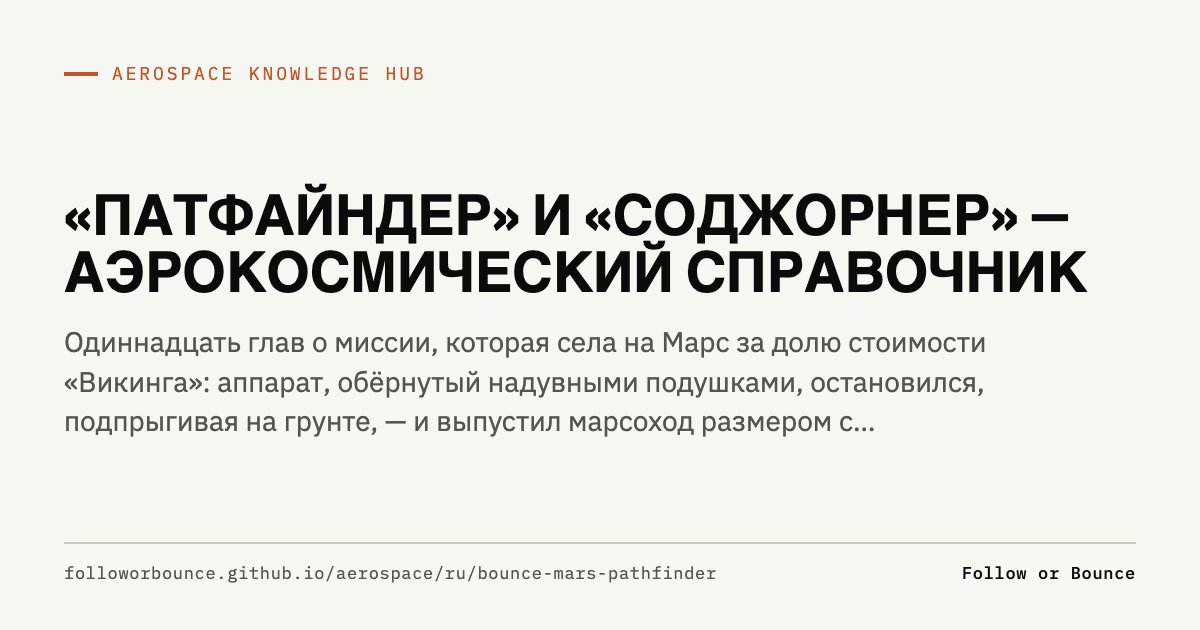 AEROSPACE KNOWLEDGE HUB
«ПАТФАЙНДЕР» И «СОДЖОРНЕР» —
АЭРОКОСМИЧЕСКИЙ СПРАВОЧНИК
Одиннадцать глав о миссии, которая села на Марс за долю стоимости
«Викинга»: аппарат, обёрнутый надувными подушками, остановился,
подпрыгивая на грунте, — и выпустил марсоход размером с…
followorbounce.github.io/aerospace/ru/bounce-mars-pathfinder
Follow or Bounce